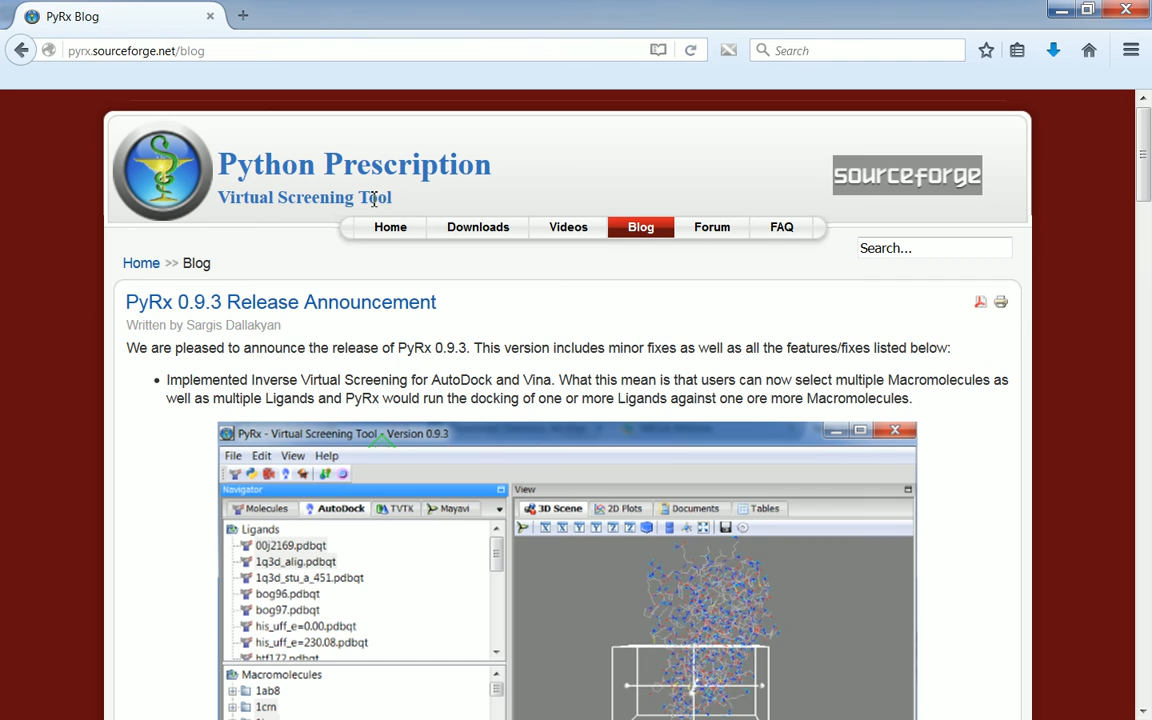 PyRx Blog
pyrx.sourceforge.net/blog
Search
Python Prescription
Virtual Screening Tool
sourceforge
Home Downloads Videos Blog Forum FAQ
Search...
Home >> Blog
PyRx 0.9.3 Release Announcement
Written by Sargis Dallakyan
We are pleased to announce the release of PyRx 0.9.3. This version includes minor fixes as well as all the features/fixes listed below:
• Implemented Inverse Virtual Screening for AutoDock and Vina. What this mean is that users can now select multiple Macromolecules as
well as multiple Ligands and PyRx would run the docking of one or more Ligands against one ore more Macromolecules.
PyRx - Virtual Screening Tool - Version 0.9.3
File Edit View Help
Navigator View
Molecules AutoDock TVTK Mayavi 3D Scene 2D Plots Documents Tables
Ligands
00j2169.pdbqt
1q3d_alig.pdbqt
1q3d_stu_a_451.pdbqt
bog96.pdbqt
bog97.pdbqt
his_uff_e=0.00.pdbqt
his_uff_e=230.08.pdbqt
htf172.pdbqt
Macromolecules
1ab8
1crn